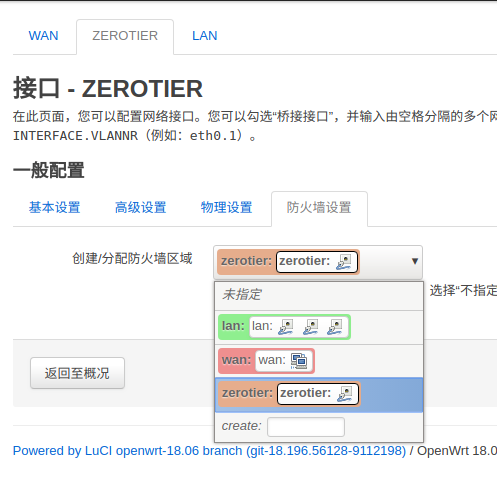 WAN ZEROTIER LAN
接口 - ZEROTIER
在此页面，您可以配置网络接口。您可以勾选“桥接接口”，并输入由空格分隔的多个网
INTERFACE.VLANNR（例如：eth0.1）。
一般配置
基本设置 高级设置 物理设置 防火墙设置
创建/分配防火墙区域 zerotier: zerotier:
未指定
选择“不指定
lan: lan:
wan: wan:
返回至概况
zerotier: zerotier:
create:
Powered by LuCI openwrt-18.06 branch (git-18.196.56128-9112198) / OpenWrt 18.0